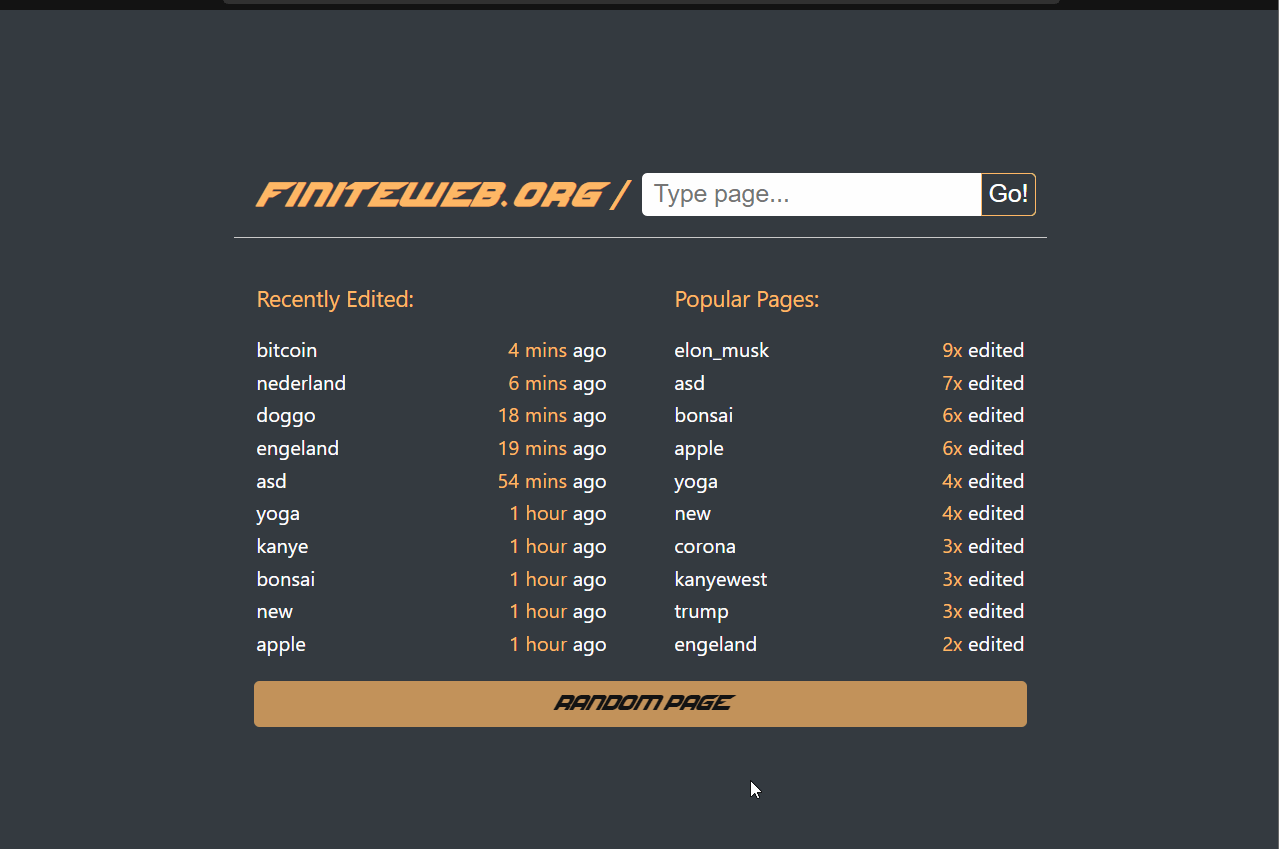 FINITEWEB.ORG / Type page... Go!
Recently Edited:
bitcoin 4 mins ago
nederland 6 mins ago
doggo 18 mins ago
engeland 19 mins ago
asd 54 mins ago
yoga 1 hour ago
kanye 1 hour ago
bonsai 1 hour ago
new 1 hour ago
apple 1 hour ago
Popular Pages:
elon_musk 9x edited
asd 7x edited
bonsai 6x edited
apple 6x edited
yoga 4x edited
new 4x edited
corona 3x edited
kanyewest 3x edited
trump 3x edited
engeland 2x edited
RANDOM PAGE